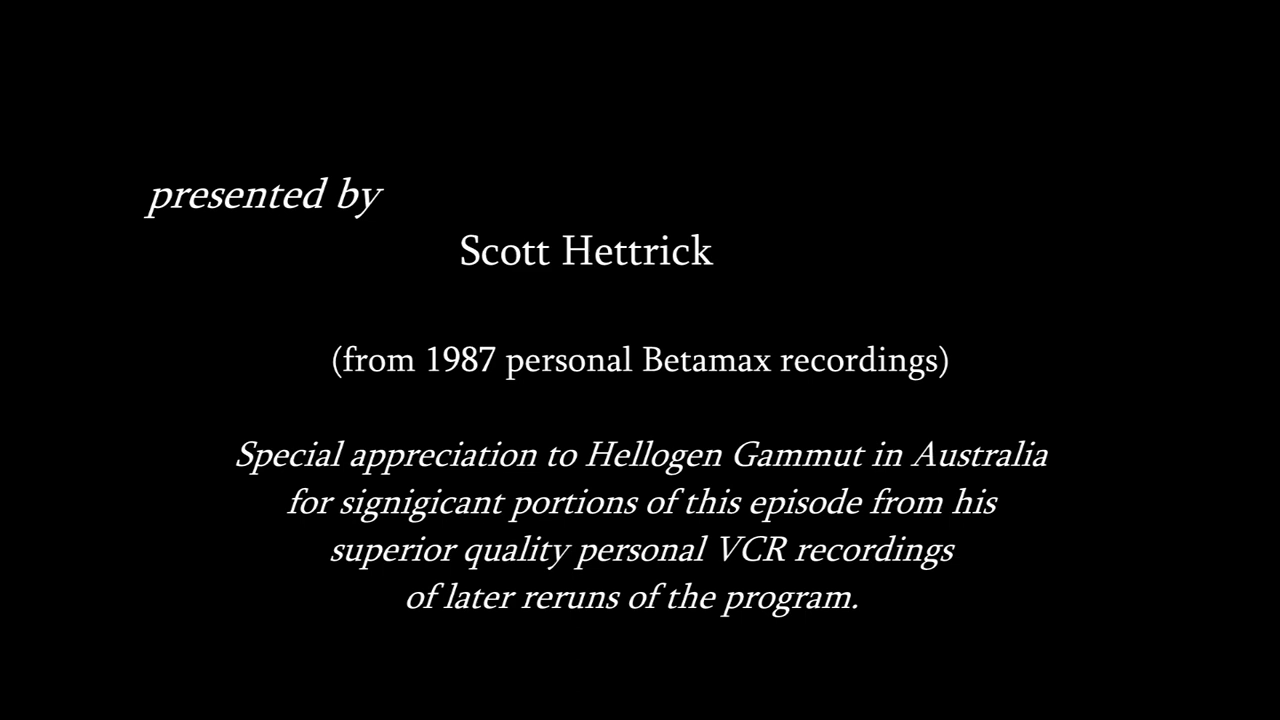 presented by
Scott Hettrick
(from 1987 personal Betamax recordings)
Special appreciation to Hellogen Gammut in Australia
for signigicant portions of this episode from his
superior quality personal VCR recordings
of later reruns of the program.